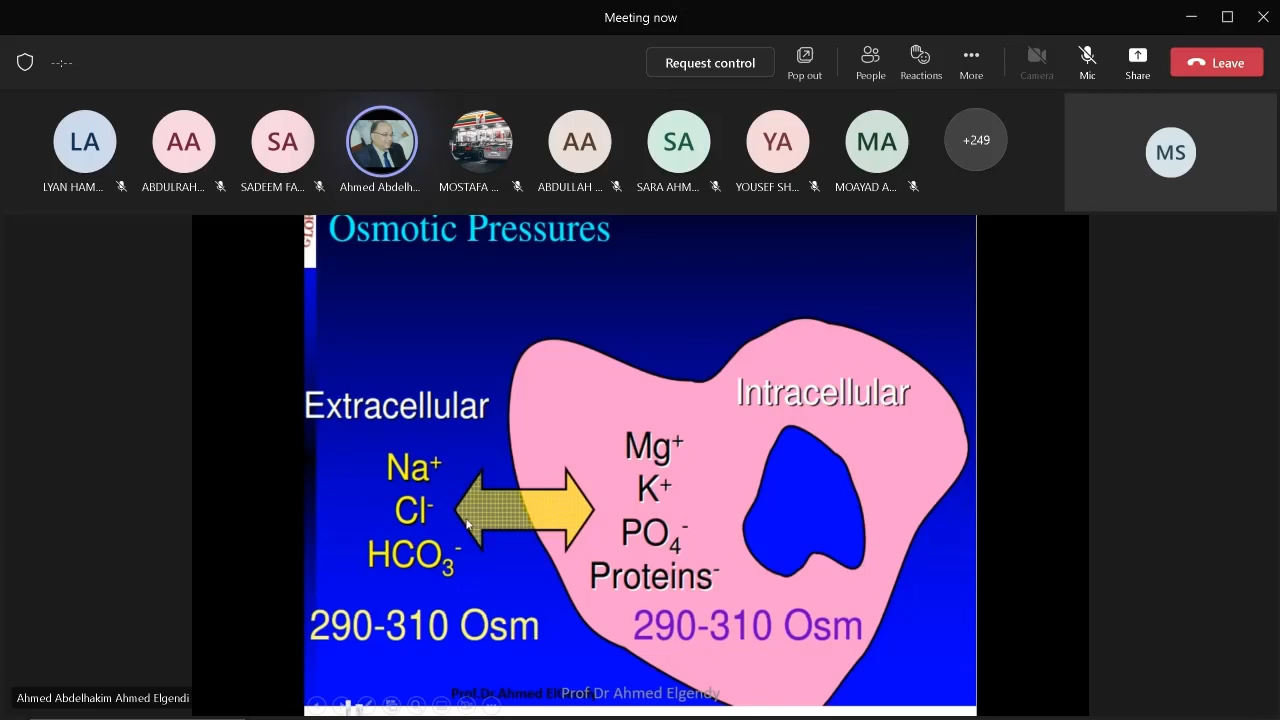 Meeting now
--:--
Request control
Pop out
People
Reactions
More
Camera
Mic
Share
Leave
LA
AA
SA
AA
SA
YA
MA
+249
MS
LYAN HAM...
ABDULRAH...
SADEEM FA...
Ahmed Abdelh...
MOSTAFA ...
ABDULLAH ...
SARA AHM...
YOUSEF SH...
MOAYAD A...
Osmotic Pressures
Extracellular
Na+
Cl-
HCO3-
290-310 Osm
Intracellular
Mg+
K+
PO4-
Proteins-
290-310 Osm
Prof Dr Ahmed Elgendy
Ahmed Abdelhakim Ahmed Elgendi